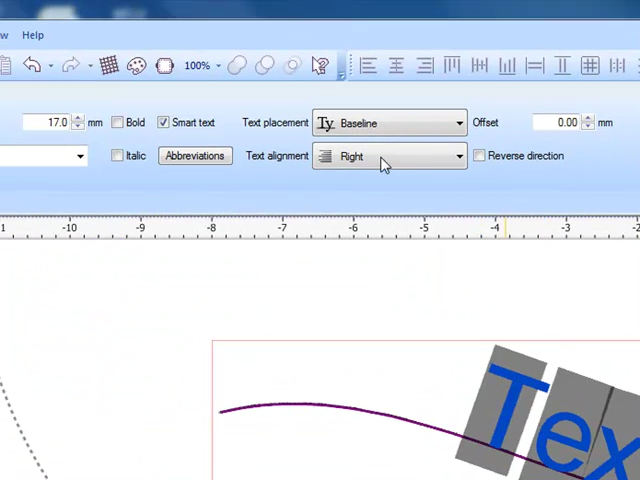 w Help
100%
17.0 mm Bold Smart text Text placement Ty Baseline Offset 0.00 mm
Italic Abbreviations Text alignment Right Reverse direction
1 -10 -9 -8 -7 -6 -5 -4 -3 -2
Tex